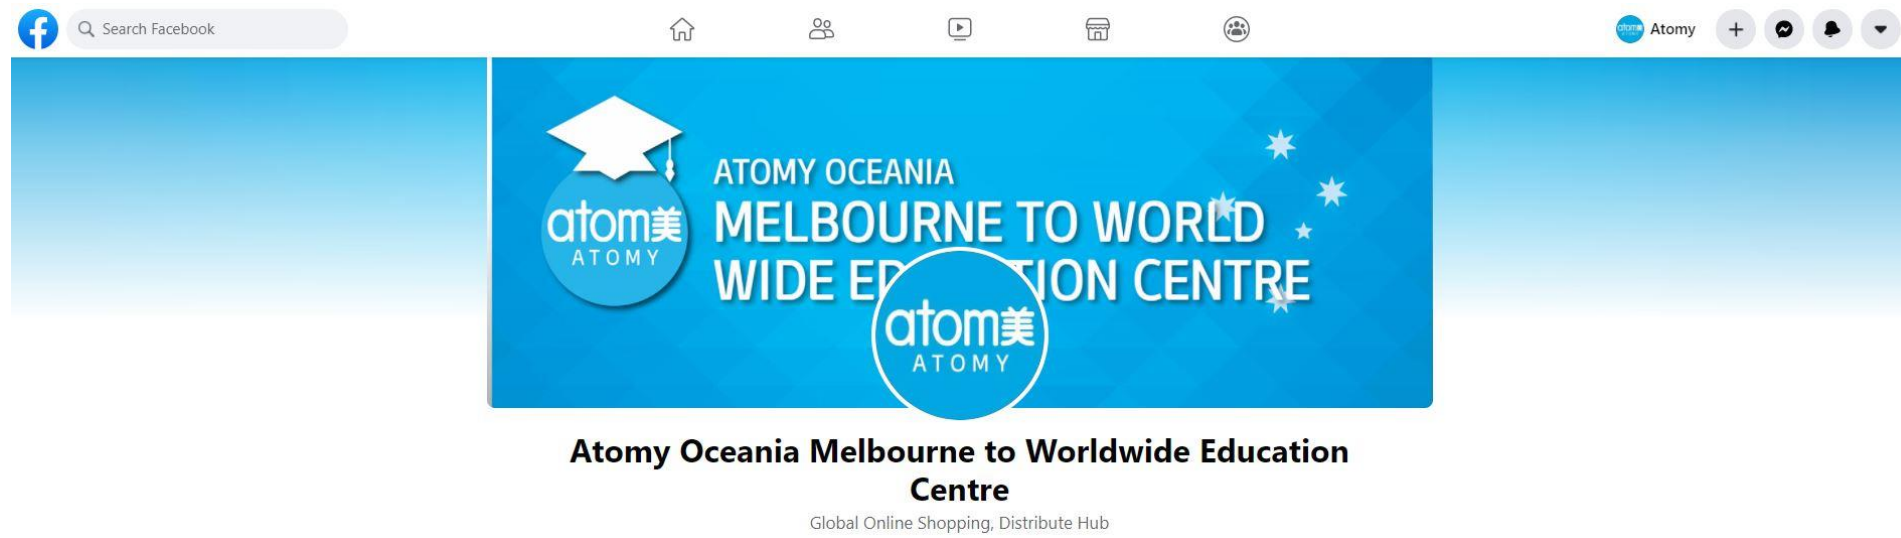 Search Facebook
Atomy
atom美
ATOMY
ATOMY OCEANIA
MELBOURNE TO WORLD
WIDE CENTRE
atom美
ATOMY
Atomy Oceania Melbourne to Worldwide Education
Centre
Global Online Shopping, Distribute Hub